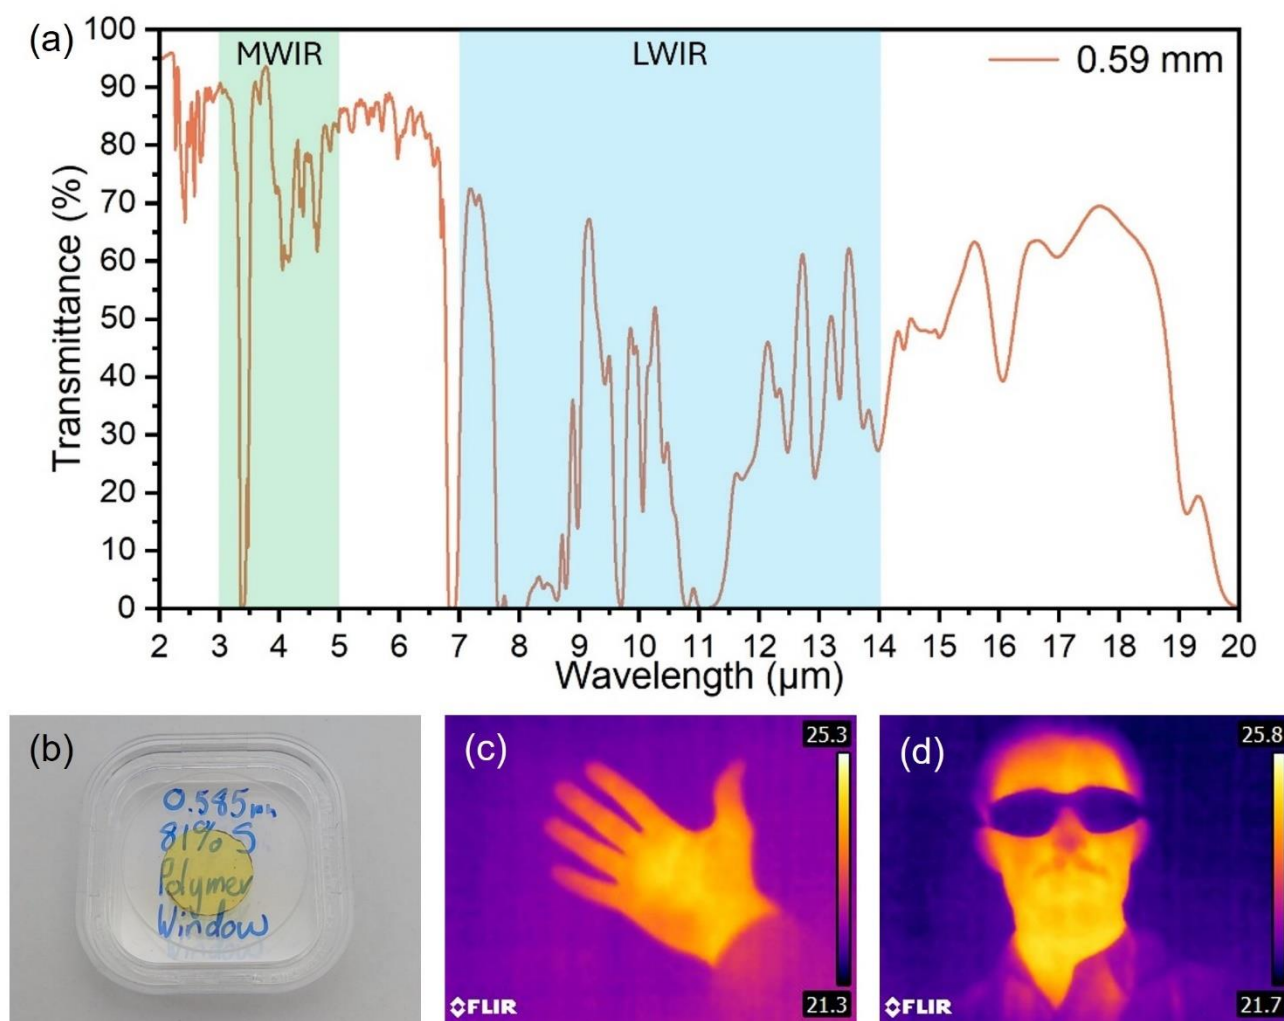 (a)
MWIR
LWIR
0.59 mm
Transmittance (%)
100
90
80
70
60
50
40
30
20
10
0
2 3 4 5 6 7 8 9 10 11 12 13 14 15 16 17 18 19 20
Wavelength (µm)
(b)
0.585mm
81% S
Polymer
Window
(c)
25.3
21.3
FLIR
(d)
25.8
21.7
FLIR